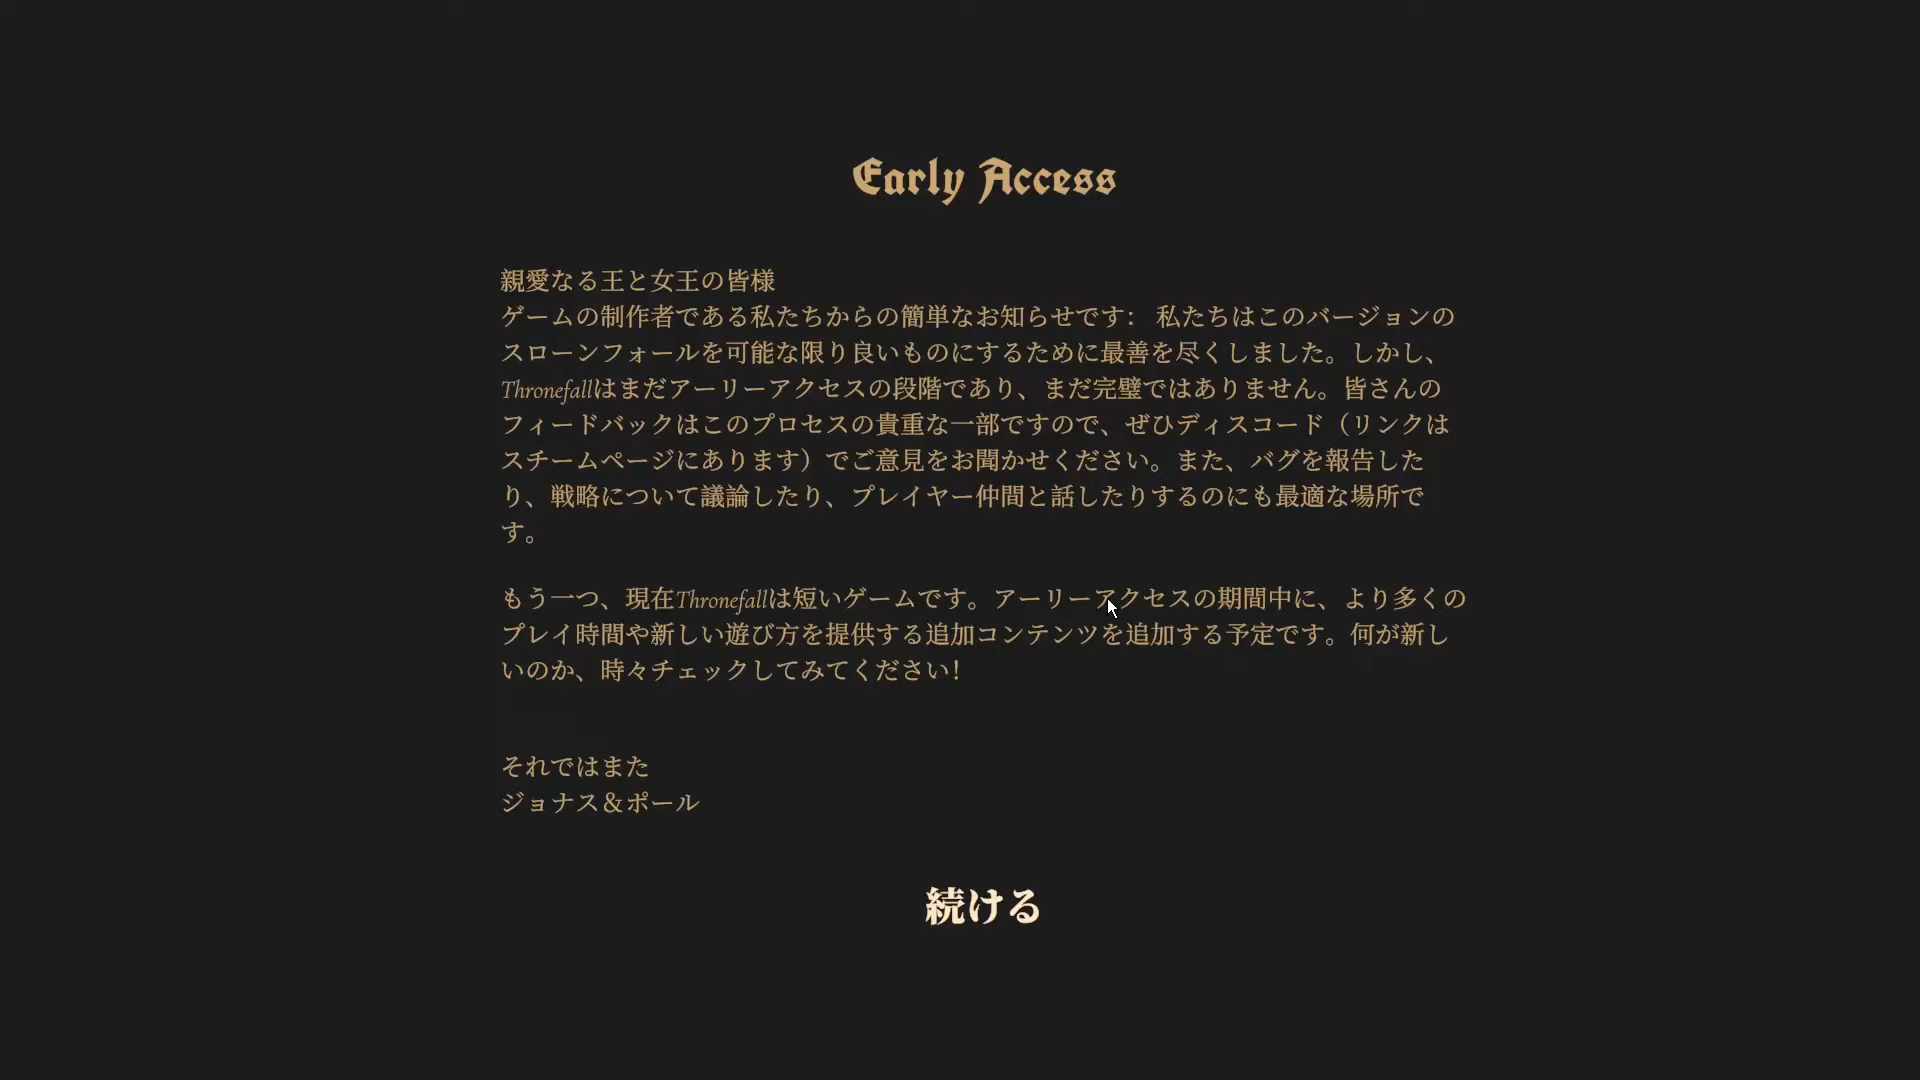 Early Access
親愛なる王と女王の皆様
ゲームの制作者である私たちからの簡単なお知らせです： 私たちはこのバージョンの
スローンフォールを可能な限り良いものにするために最善を尽くしました。しかし、
Thronefallはまだアーリーアクセスの段階であり、まだ完璧ではありません。皆さんの
フィードバックはこのプロセスの貴重な一部ですので、ぜひディスコード（リンクは
スチームページにあります）でご意見をお聞かせください。また、バグを報告した
り、戦略について議論したり、プレイヤー仲間と話したりするのにも最適な場所で
す。
もう一つ、現在Thronefallは短いゲームです。アーリーアクセスの期間中に、より多くの
プレイ時間や新しい遊び方を提供する追加コンテンツを追加する予定です。何が新し
いのか、時々チェックしてみてください！
それではまた
ジョナス＆ポール
続ける